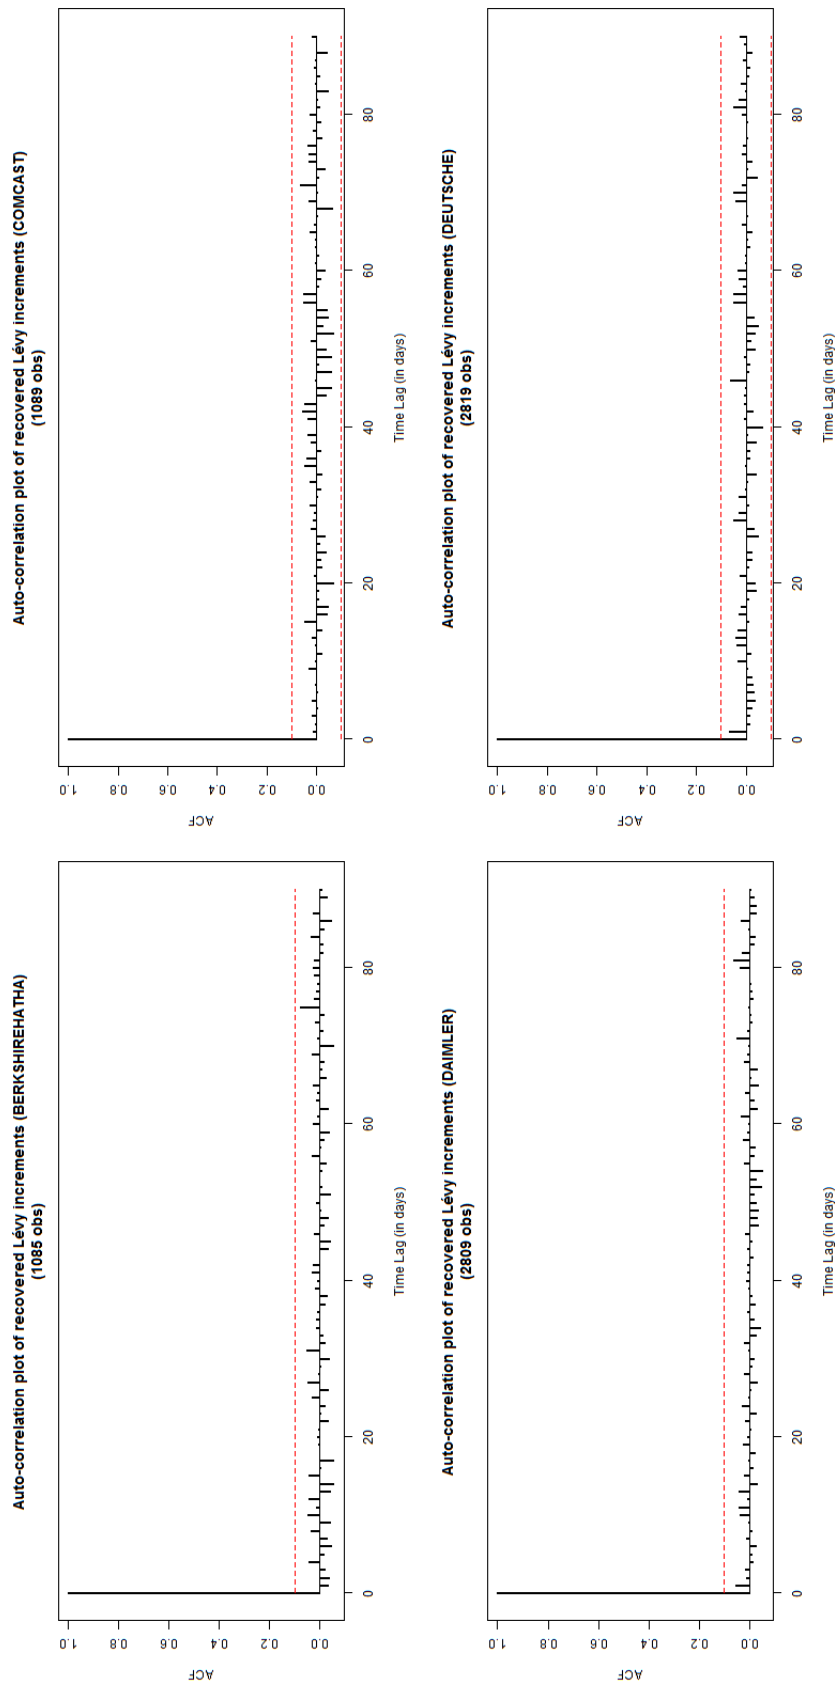 Auto-correlation plot of recovered Lévy increments (BERKSHIREHATHA)
(1085 obs)
ACF
1.0
0.8
0.6
0.4
0.2
0.0
0 20 40 60 80
Time Lag (in days)
Auto-correlation plot of recovered Lévy increments (COMCAST)
(1089 obs)
ACF
1.0
0.8
0.6
0.4
0.2
0.0
0 20 40 60 80
Time Lag (in days)
Auto-correlation plot of recovered Lévy increments (DAIMLER)
(2809 obs)
ACF
1.0
0.8
0.6
0.4
0.2
0.0
0 20 40 60 80
Time Lag (in days)
Auto-correlation plot of recovered Lévy increments (DEUTSCHE)
(2819 obs)
ACF
1.0
0.8
0.6
0.4
0.2
0.0
0 20 40 60 80
Time Lag (in days)